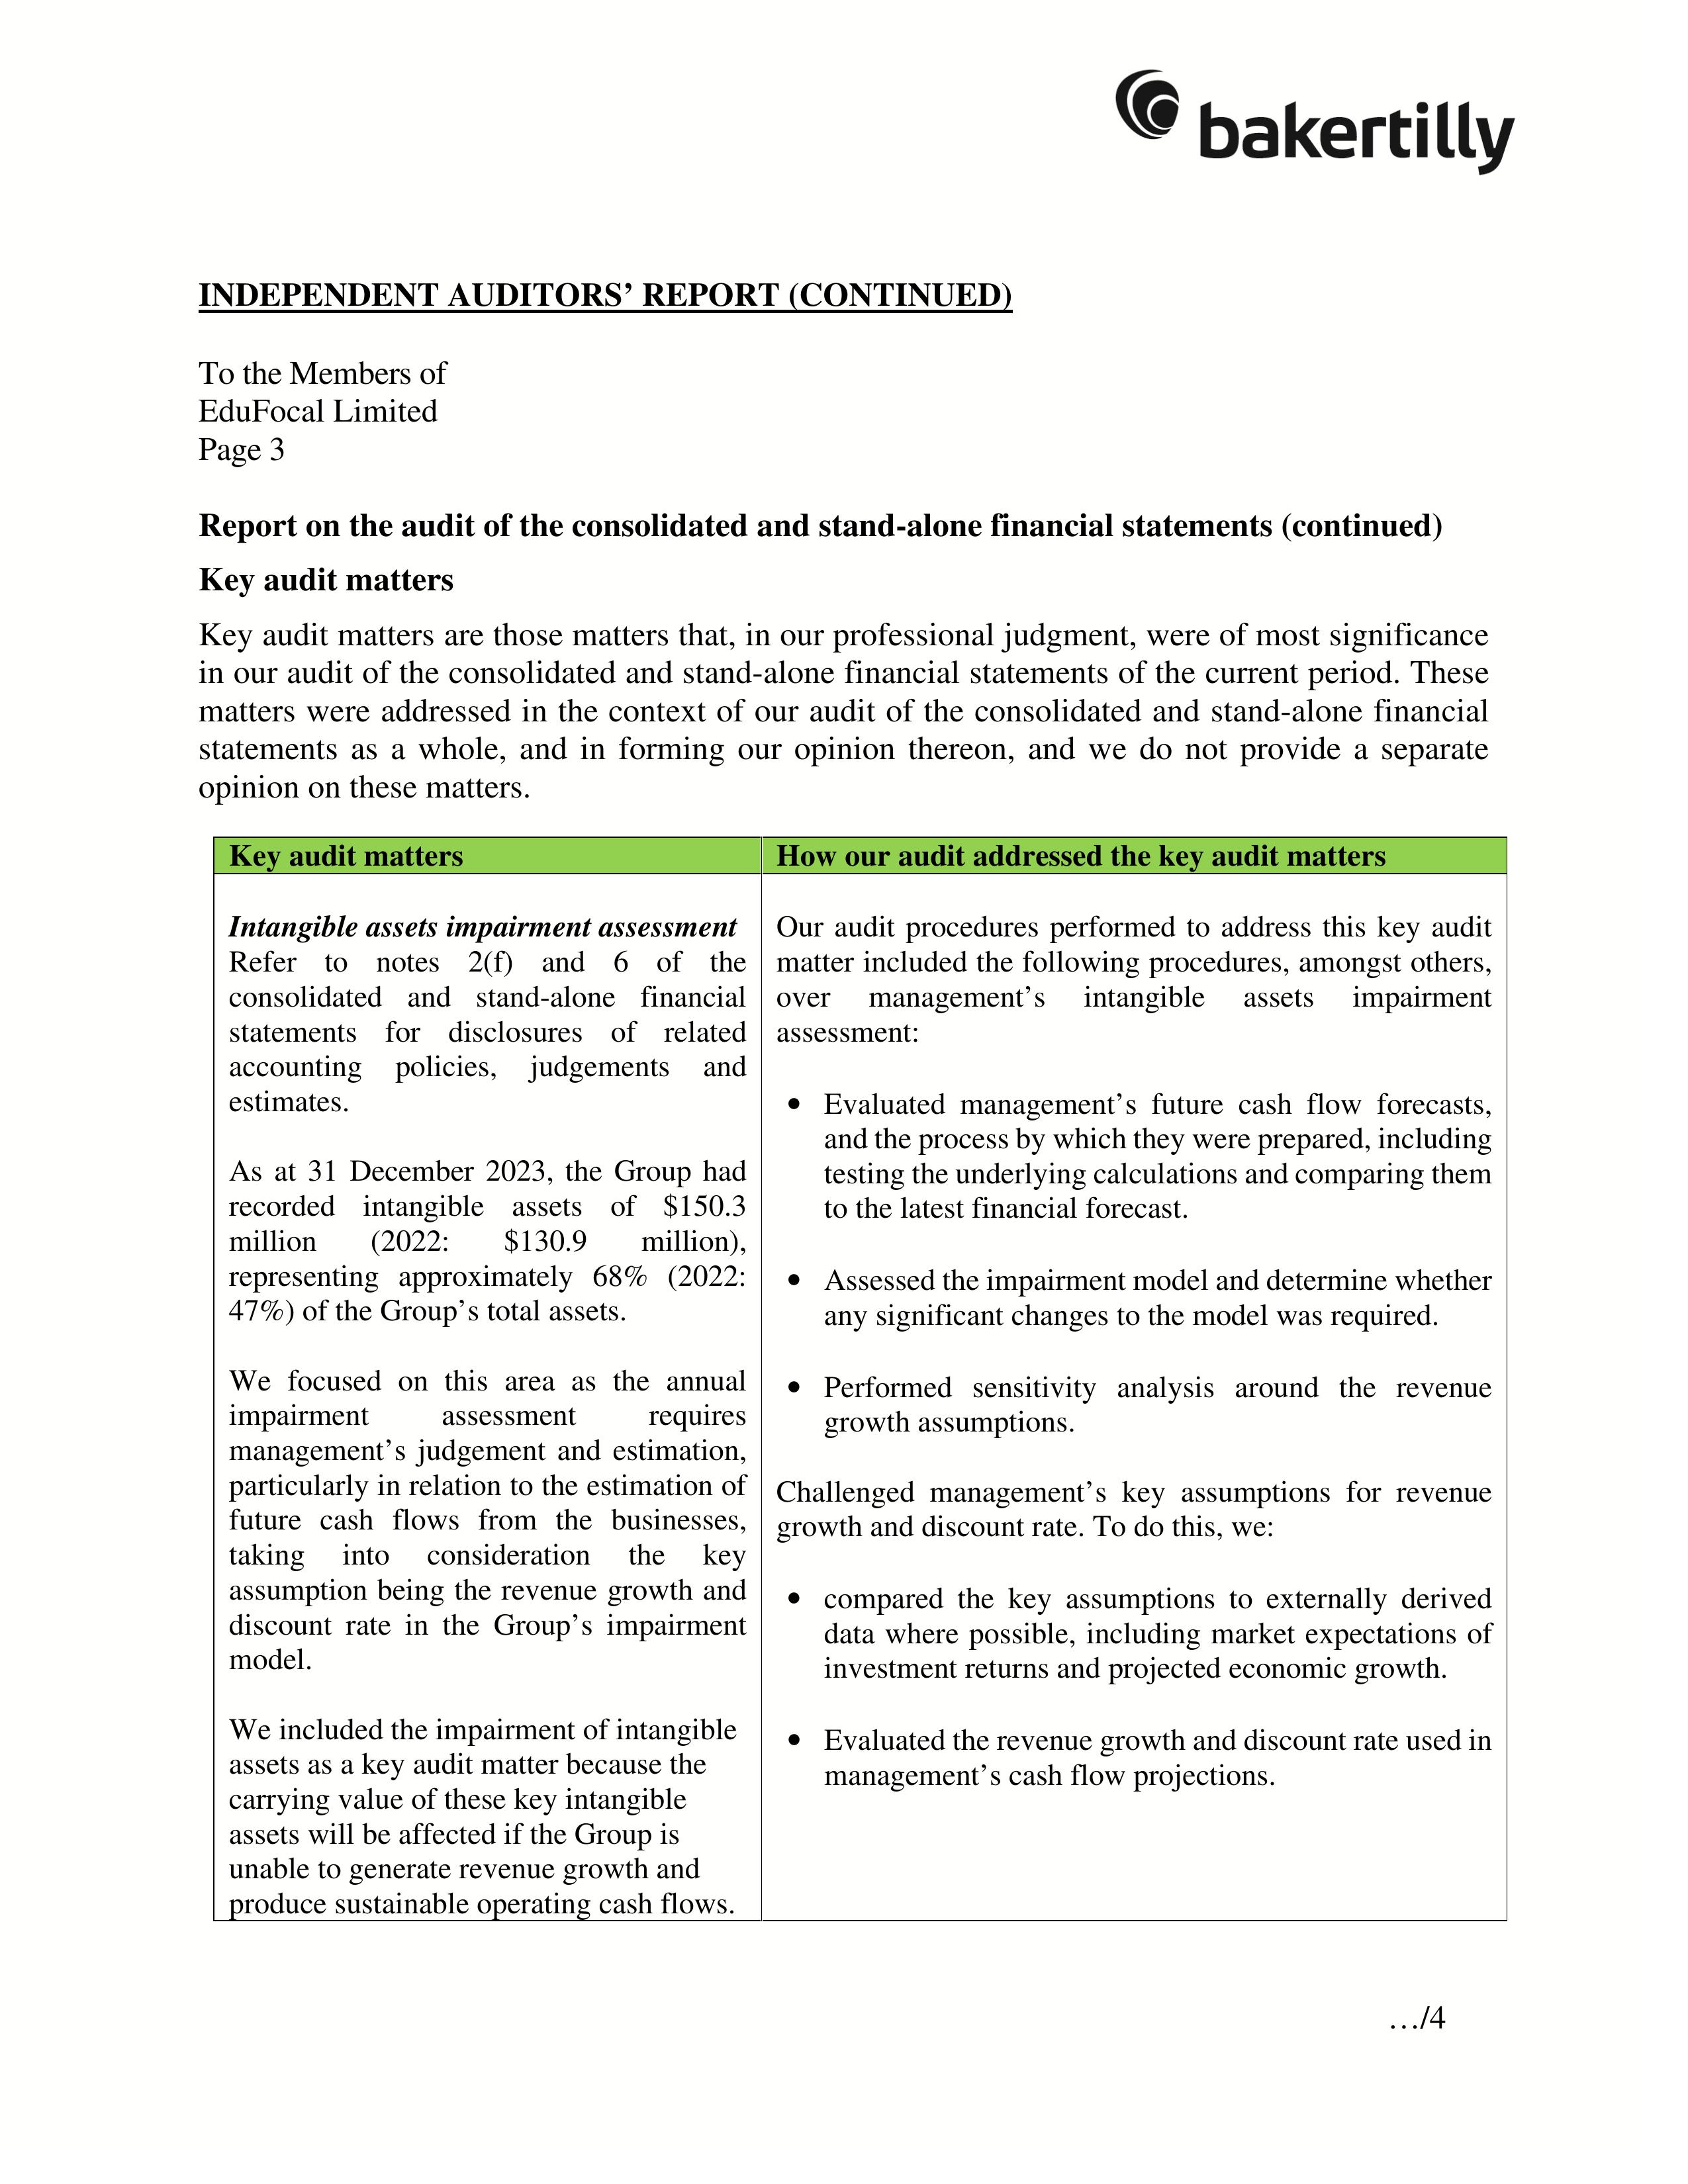 bakertilly
INDEPENDENT AUDITORS’ REPORT (CONTINUED)
To the Members of
EduFocal Limited
Page 3
Report on the audit of the consolidated and stand-alone financial statements (continued)
Key audit matters
Key audit matters are those matters that, in our professional judgment, were of most significance
in our audit of the consolidated and stand-alone financial statements of the current period. These
matters were addressed in the context of our audit of the consolidated and stand-alone financial
statements as a whole, and in forming our opinion thereon, and we do not provide a separate
opinion on these matters.
Key audit matters
Intangible assets impairment assessment
Refer to notes 2(f) and 6 of the
consolidated and stand-alone financial
statements for disclosures of related
accounting policies, judgements and
estimates.
As at 31 December 2023, the Group had
recorded intangible assets of $150.3
million (2022: $130.9 million),
representing approximately 68% (2022:
47%) of the Group’s total assets.
We focused on this area as the annual
impairment assessment requires
management’s judgement and estimation,
particularly in relation to the estimation of
future cash flows from the businesses,
taking into consideration the key
assumption being the revenue growth and
discount rate in the Group’s impairment
model.
We included the impairment of intangible
assets as a key audit matter because the
carrying value of these key intangible
assets will be affected if the Group is
unable to generate revenue growth and
produce sustainable operating cash flows.
How our audit addressed the key audit matters
Our audit procedures performed to address this key audit
matter included the following procedures, amongst others,
over management’s intangible assets impairment
assessment:
• Evaluated management’s future cash flow forecasts,
and the process by which they were prepared, including
testing the underlying calculations and comparing them
to the latest financial forecast.
• Assessed the impairment model and determine whether
any significant changes to the model was required.
• Performed sensitivity analysis around the revenue
growth assumptions.
Challenged management’s key assumptions for revenue
growth and discount rate. To do this, we:
• compared the key assumptions to externally derived
data where possible, including market expectations of
investment returns and projected economic growth.
• Evaluated the revenue growth and discount rate used in
management’s cash flow projections.
…/4